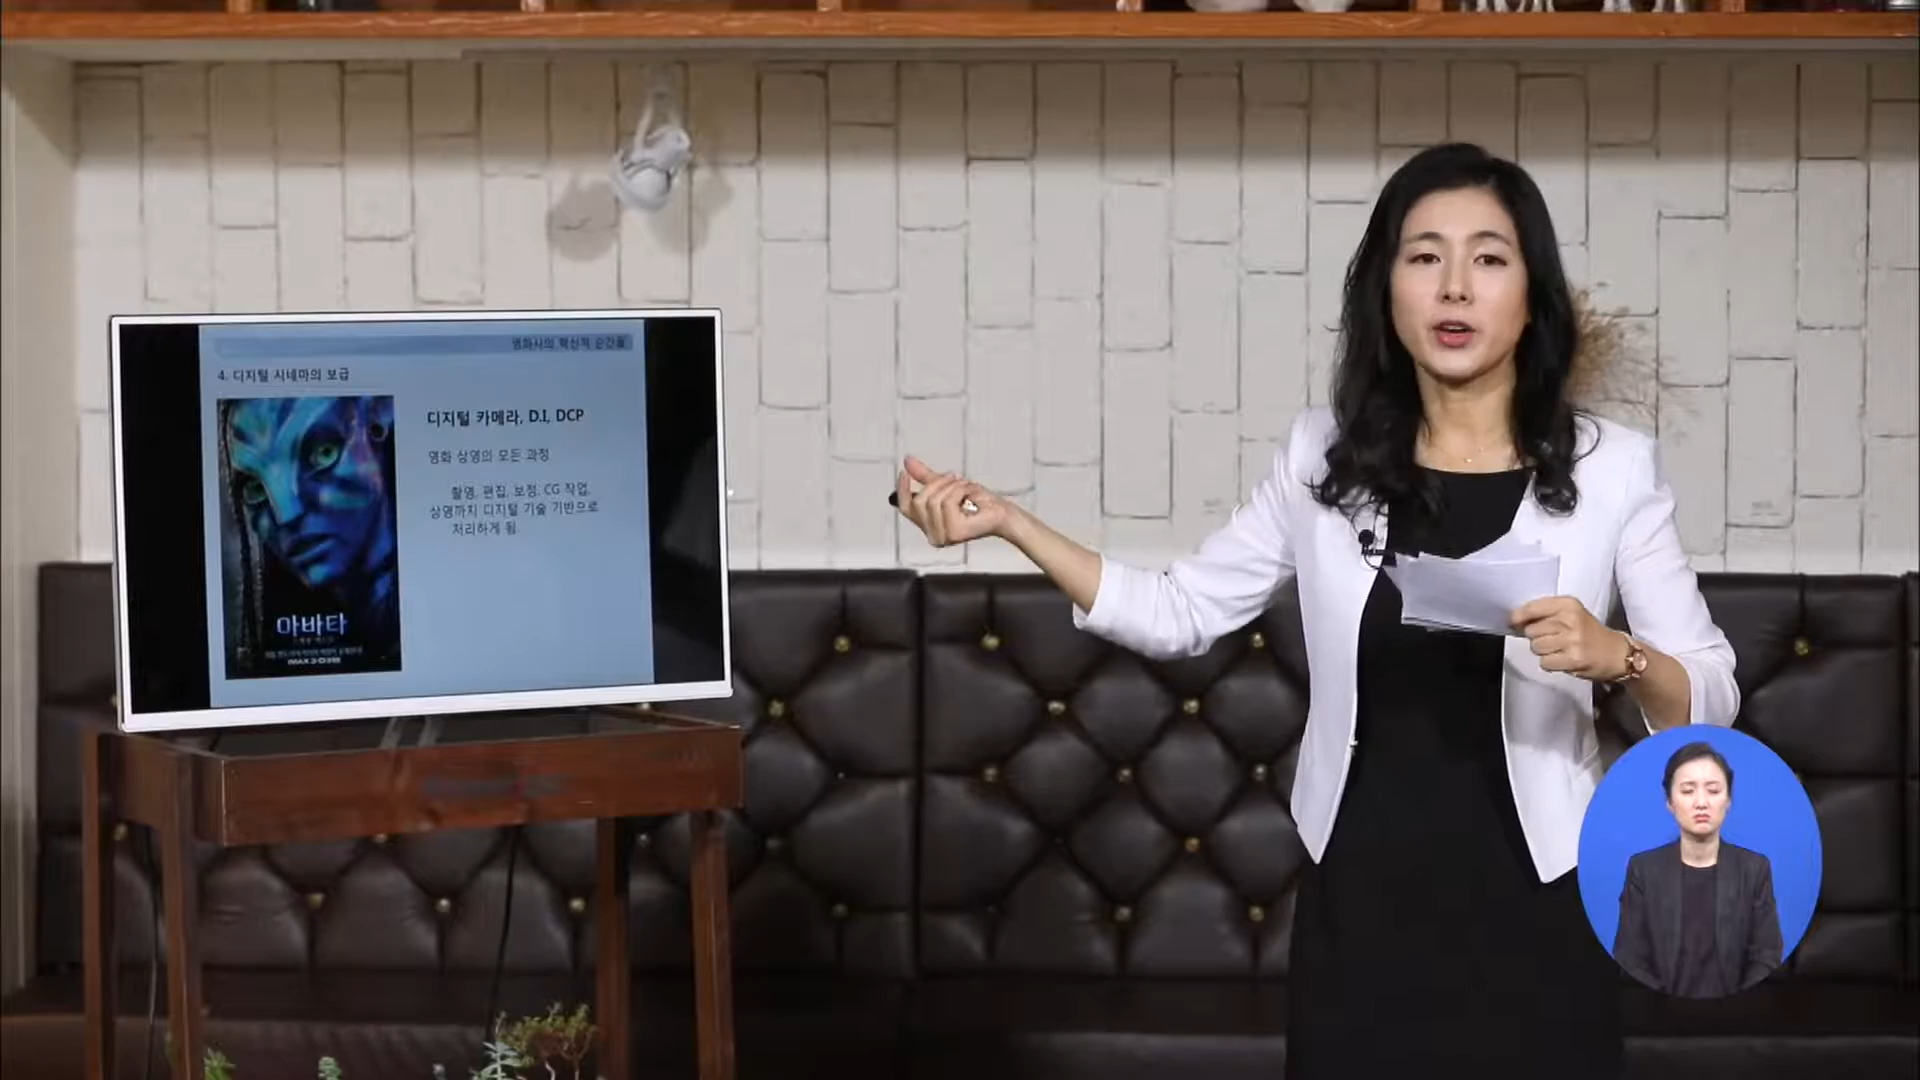 영화사의 혁신적 순간들
4. 디지털 시네마의 보급
디지털 카메라, D.I, DCP
영화 상영의 모든 과정
촬영, 편집, 보정, CG 작업,
상영까지 디지털 기술 기반으로
처리하게 됨.
아바타
IMAX 3-D